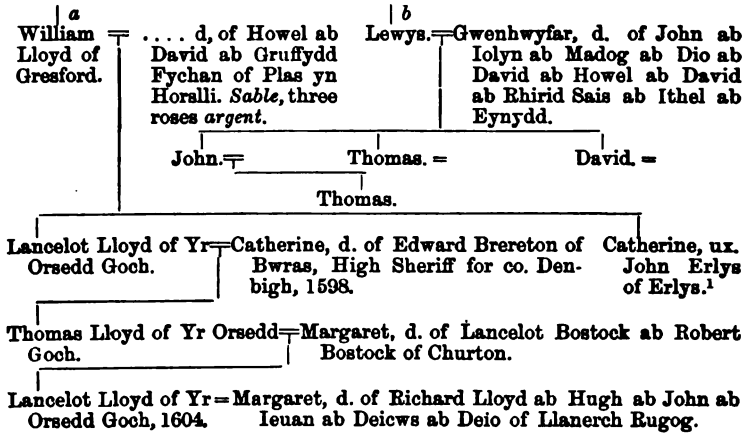 a
b
William = .... d, of Howel ab
Lloyd of David ab Gruffydd
Gresford. Fychan of Plas yn
Horslli. Sable, three
roses argent.
Lewys.=Gwenhwyfar, d. of John ab
Iolyn ab Madog ab Dio ab
David ab Howel ab David
ab Rhirid Sais ab Ithel ab
Eynydd.
John.= Thomas. = David. =
Thomas.
Lancelot Lloyd of Yr=Catherine, d. of Edward Brereton of
Orsedd Goch. Bwras, High Sheriff for co. Den-
bigh, 1598.
Catherine, ux.
John Erlys
of Erlys.¹
Thomas Lloyd of Yr Orsedd=Margaret, d. of Lancelot Bostock ab Robert
Goch. Bostock of Churton.
Lancelot Lloyd of Yr=Margaret, d. of Richard Lloyd ab Hugh ab John ab
Orsedd Goch, 1604. Ieuan ab Deicws ab Deio of Llanerch Rugog.